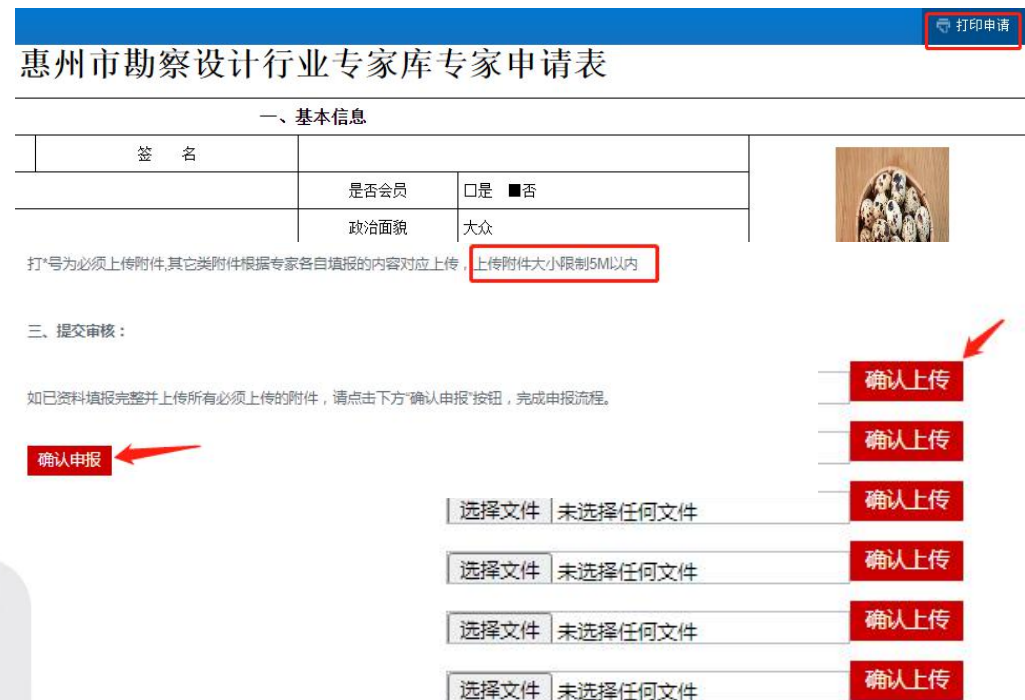 打印申请
惠州市勘察设计行业专家库专家申请表
一、基本信息
签 名
是否会员 口是 ■否
政治面貌 大众
打*号为必须上传附件,其它类附件根据专家各自填报的内容对应上传，上传附件大小限制5M以内
三、提交审核：
确认上传
如已资料填报完整并上传所有必须上传的附件，请点击下方“确认申报”按钮，完成申报流程。
确认上传
确认申报
选择文件 未选择任何文件 确认上传
选择文件 未选择任何文件 确认上传
选择文件 未选择任何文件 确认上传
选择文件 未选择任何文件 确认上传